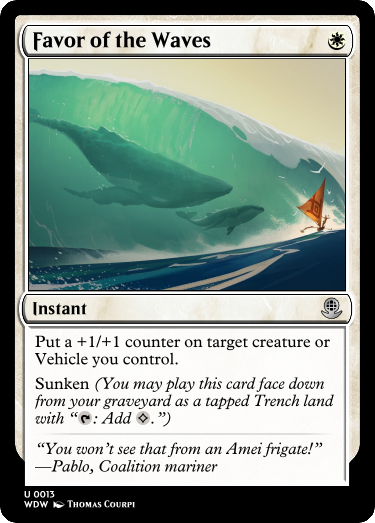 Favor of the Waves
Instant
Put a +1/+1 counter on target creature or
Vehicle you control.
Sunken (You may play this card face down
from your graveyard as a tapped Trench land
with “: Add .”)
“You won’t see that from an Amei frigate!”
—Pablo, Coalition mariner
U 0013
WDW Thomas Courpi